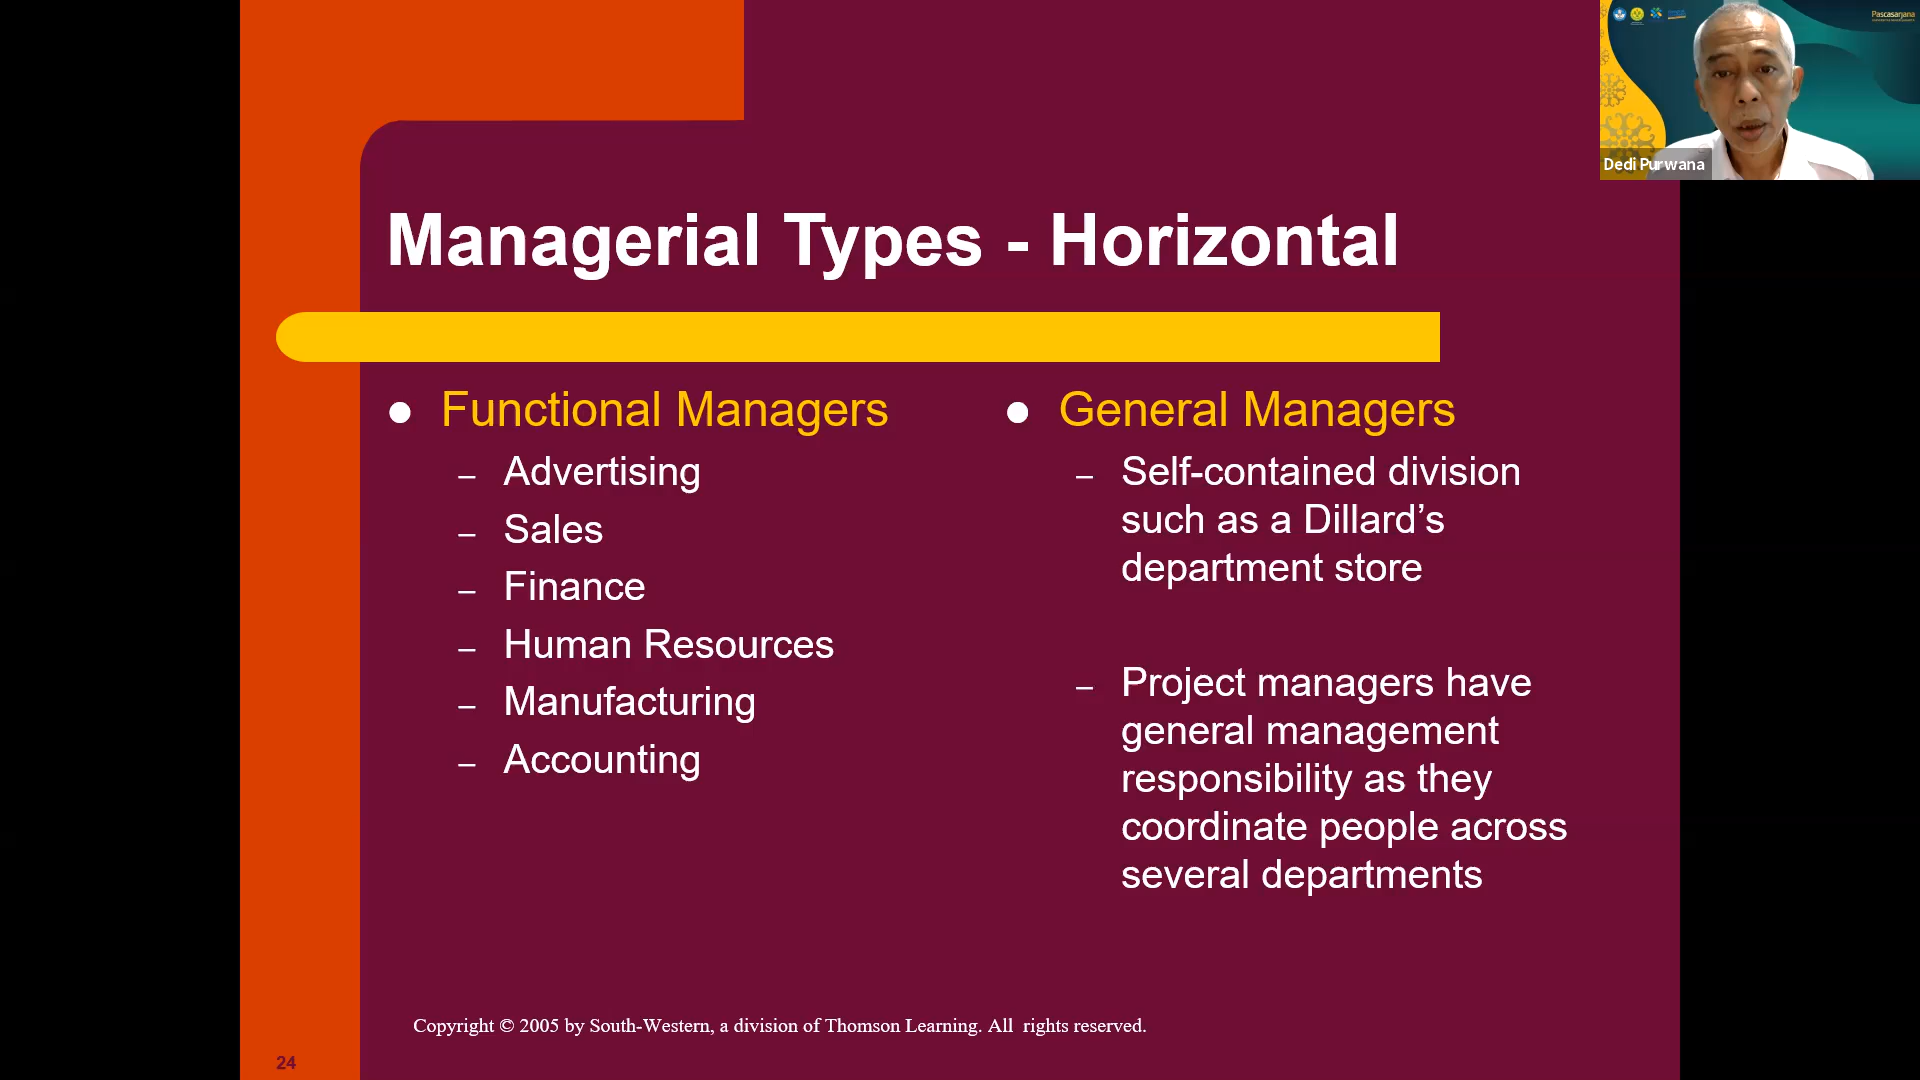 Pascasarjana
Dedi Purwana
Managerial Types - Horizontal
Functional Managers
– Advertising
– Sales
– Finance
– Human Resources
– Manufacturing
– Accounting
General Managers
– Self-contained division
such as a Dillard’s
department store
– Project managers have
general management
responsibility as they
coordinate people across
several departments
Copyright © 2005 by South-Western, a division of Thomson Learning. All rights reserved.
24